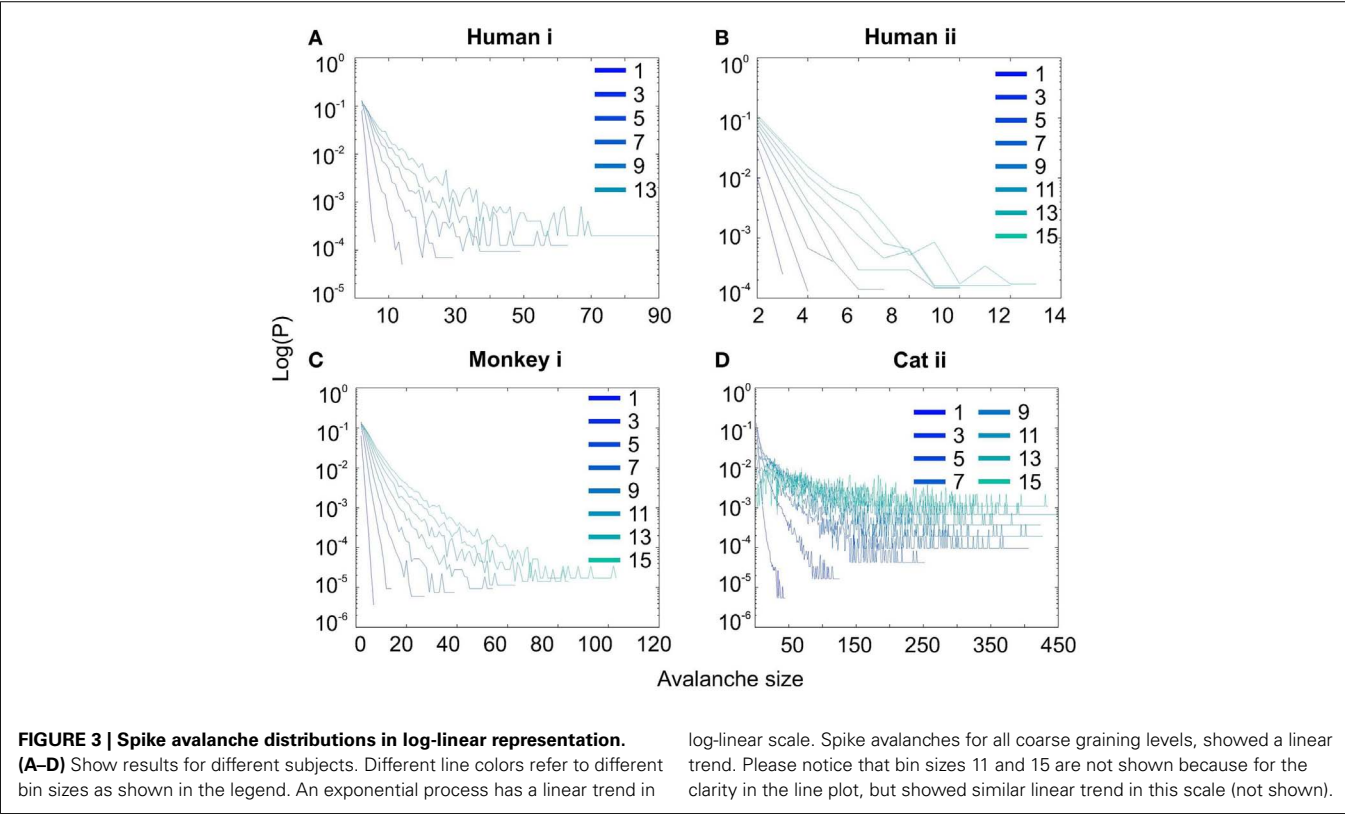 A
Human i
10^0
10^-1
10^-2
10^-3
10^-4
10^-5
10 30 50 70 90
1
3
5
7
9
13
B
Human ii
10^0
10^-1
10^-2
10^-3
10^-4
2 4 6 8 10 12 14
1
3
5
7
9
11
13
15
Log(P)
C
Monkey i
10^0
10^-1
10^-2
10^-3
10^-4
10^-5
10^-6
0 20 40 60 80 100 120
1
3
5
7
9
11
13
15
D
Cat ii
10^0
10^-1
10^-2
10^-3
10^-4
10^-5
10^-6
50 150 250 350 450
1 9
3 11
5 13
7 15
Avalanche size
FIGURE 3 | Spike avalanche distributions in log-linear representation.
(A–D) Show results for different subjects. Different line colors refer to different
bin sizes as shown in the legend. An exponential process has a linear trend in
log-linear scale. Spike avalanches for all coarse graining levels, showed a linear
trend. Please notice that bin sizes 11 and 15 are not shown because for the
clarity in the line plot, but showed similar linear trend in this scale (not shown).